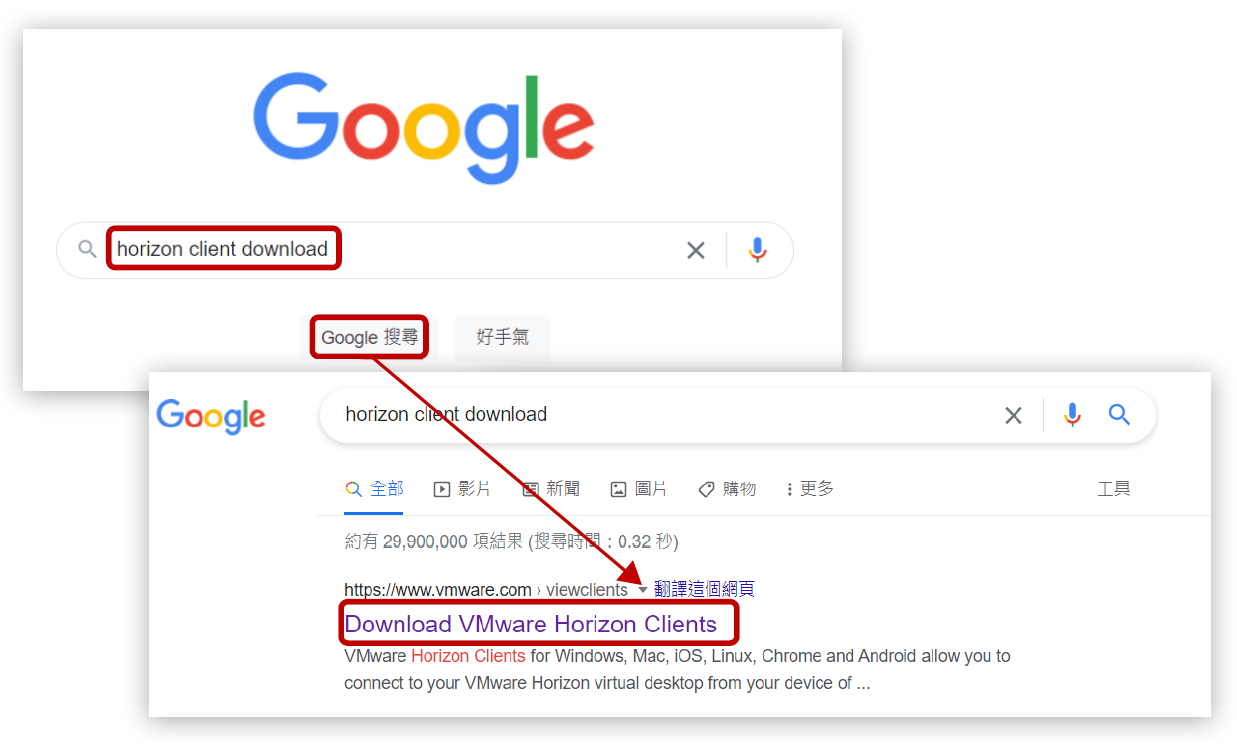 Google
horizon client download
Google 搜尋
好手氣
Google
horizon client download
全部 影片 新聞 圖片 購物 更多 工具
約有 29,900,000 項結果 (搜尋時間：0.32 秒)
https://www.vmware.com › viewclients 翻譯這個網頁
Download VMware Horizon Clients
VMware Horizon Clients for Windows, Mac, iOS, Linux, Chrome and Android allow you to
connect to your VMware Horizon virtual desktop from your device of ...